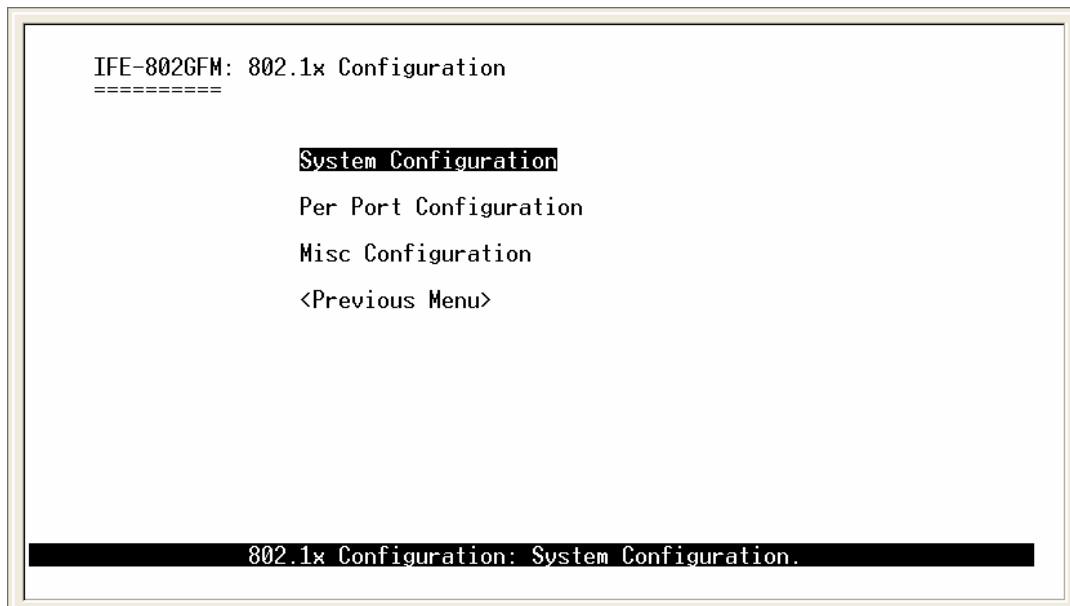 IFE-802GFM: 802.1x Configuration
==========
System Configuration
Per Port Configuration
Misc Configuration
<Previous Menu>
802.1x Configuration: System Configuration.